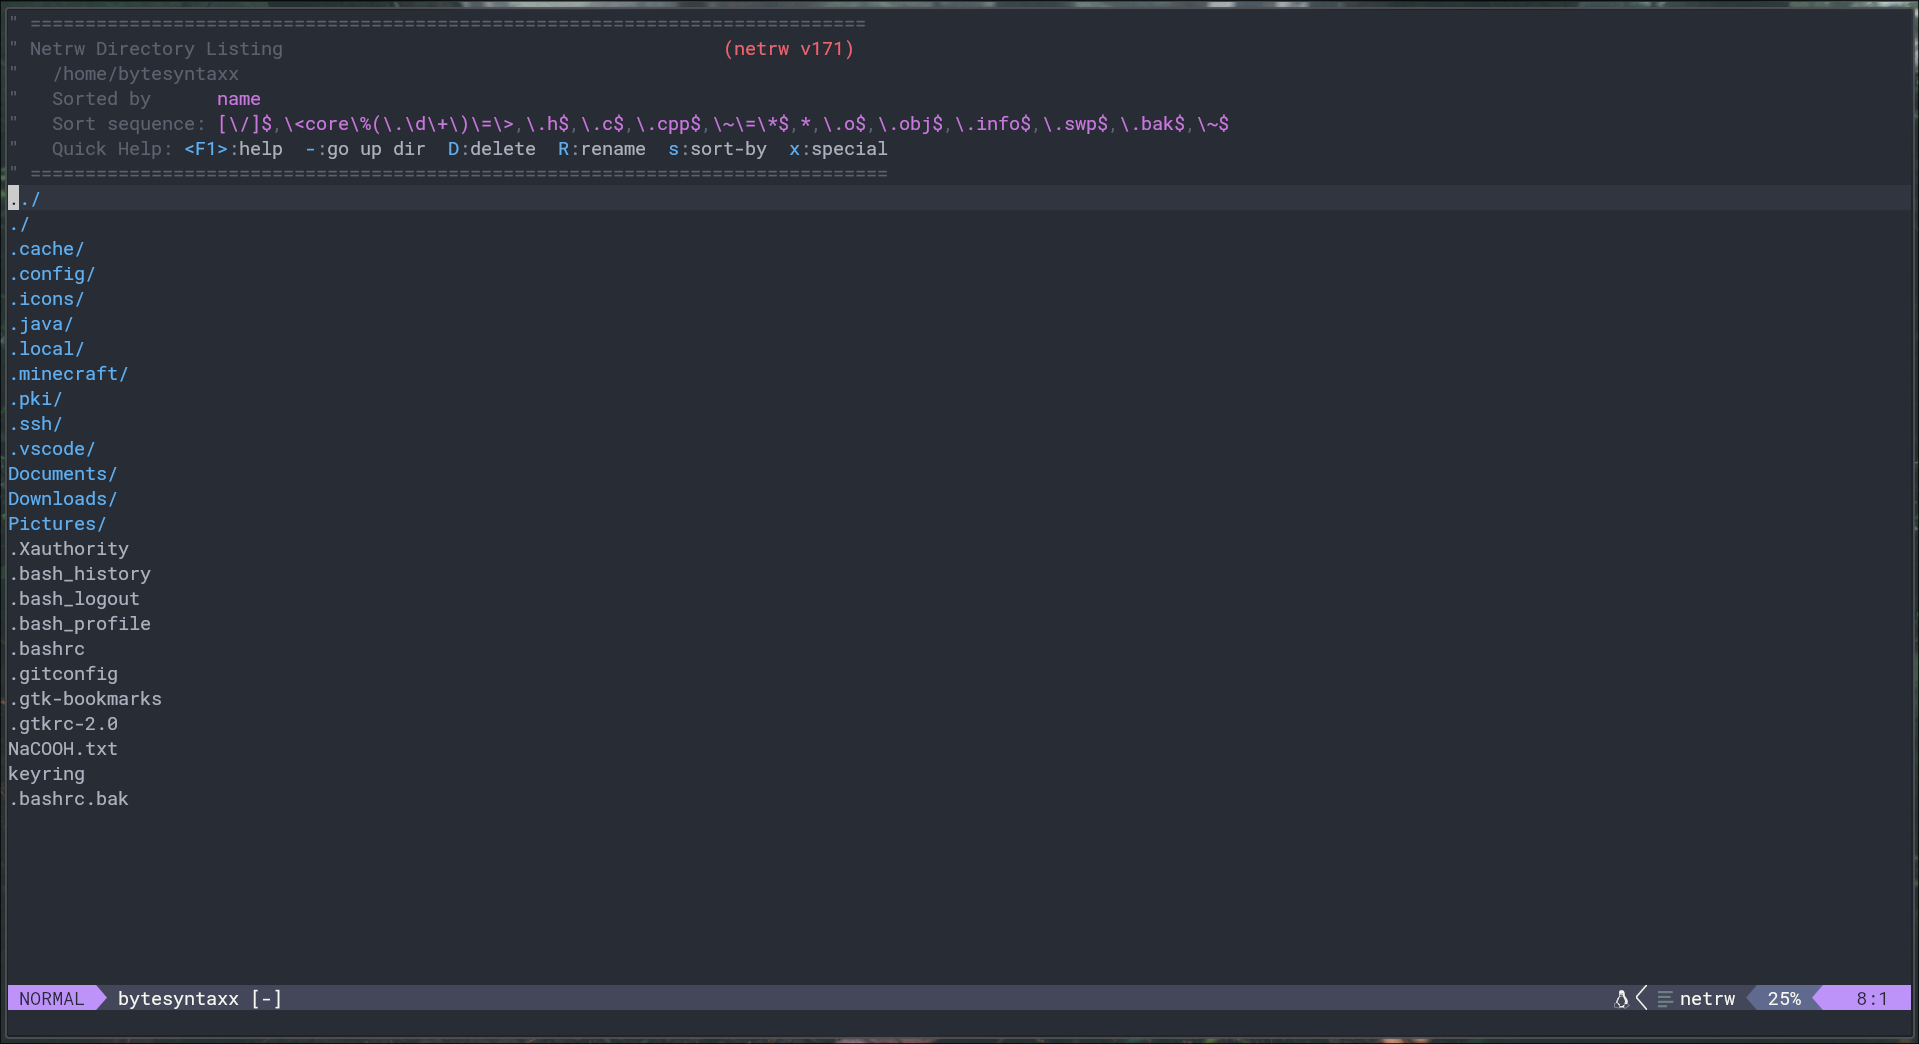 " ============================================================================
" Netrw Directory Listing                                        (netrw v171)
"   /home/bytesyntaxx
"   Sorted by      name
"   Sort sequence: [\/]$,\<core\%(\.\d\+\)\=\>,\.h$,\.c$,\.cpp$,\~\=\*$,*,\.o$,\.obj$,\.info$,\.swp$,\.bak$,\~$
"   Quick Help: <F1>:help  -:go up dir  D:delete  R:rename  s:sort-by  x:special
" ==============================================================================
../
./
.cache/
.config/
.icons/
.java/
.local/
.minecraft/
.pki/
.ssh/
.vscode/
Documents/
Downloads/
Pictures/
.Xauthority
.bash_history
.bash_logout
.bash_profile
.bashrc
.gitconfig
.gtk-bookmarks
.gtkrc-2.0
NaCOOH.txt
keyring
.bashrc.bak
NORMAL bytesyntaxx [-] netrw 25% 8:1